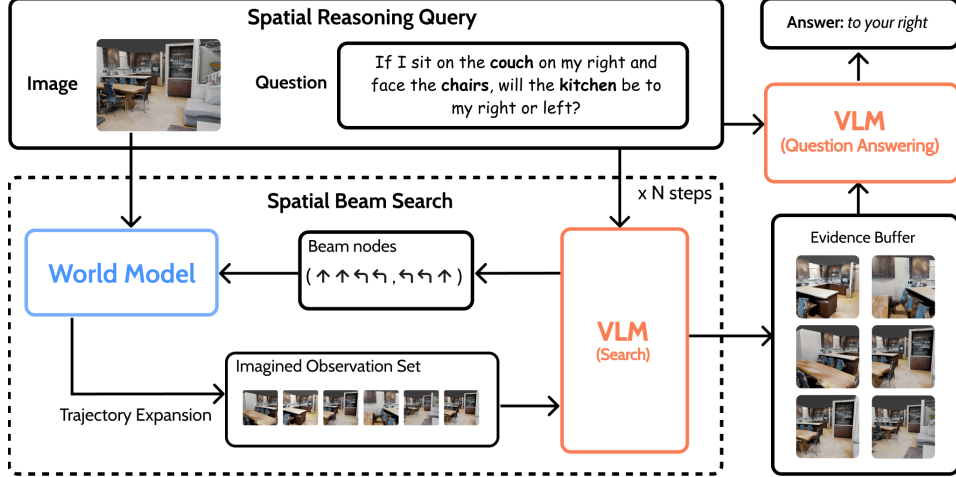 Spatial Reasoning Query
Image
Question
If I sit on the couch on my right and
face the chairs, will the kitchen be to
my right or left?
Answer: to your right
VLM
(Question Answering)
Spatial Beam Search
x N steps
World Model
Beam nodes
( ↑ ↑ ↰ ↰ , ↰ ↰ ↑ )
VLM
(Search)
Imagined Observation Set
Trajectory Expansion
Evidence Buffer